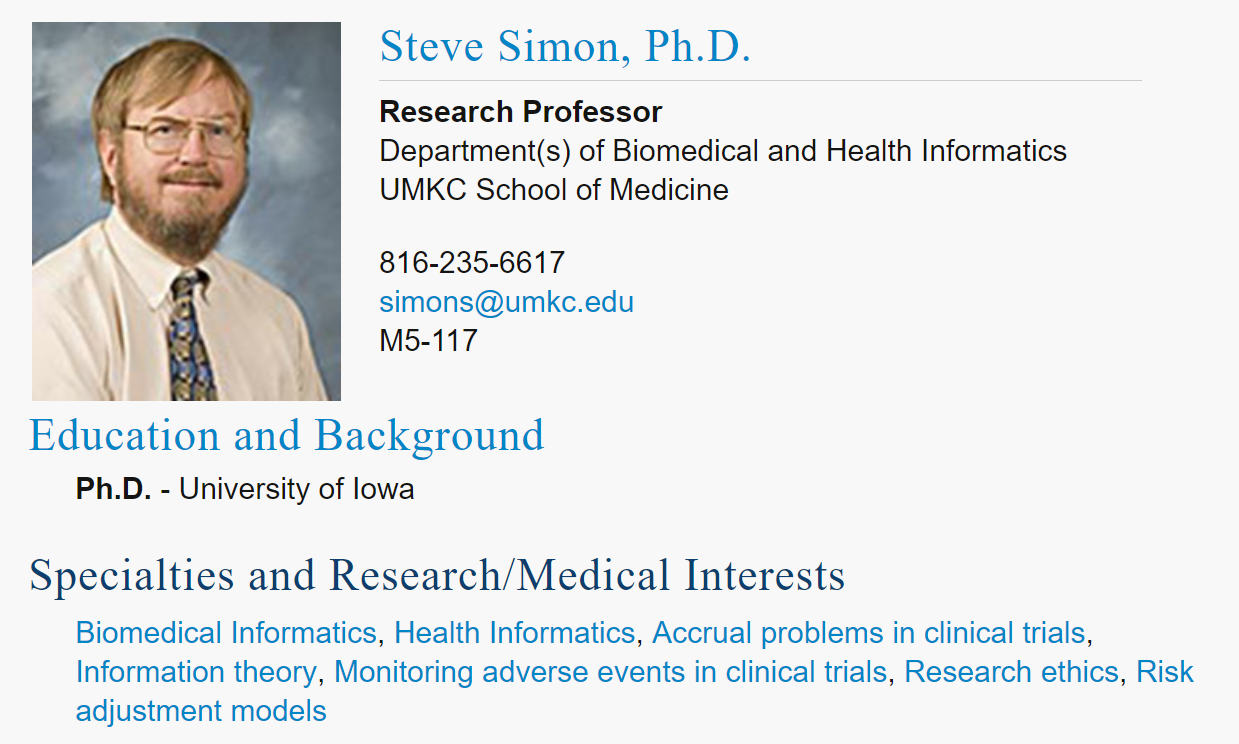 Steve Simon, Ph.D.
Research Professor
Department(s) of Biomedical and Health Informatics
UMKC School of Medicine
816-235-6617
simons@umkc.edu
M5-117
Education and Background
Ph.D. - University of Iowa
Specialties and Research/Medical Interests
Biomedical Informatics, Health Informatics, Accrual problems in clinical trials,
Information theory, Monitoring adverse events in clinical trials, Research ethics, Risk
adjustment models